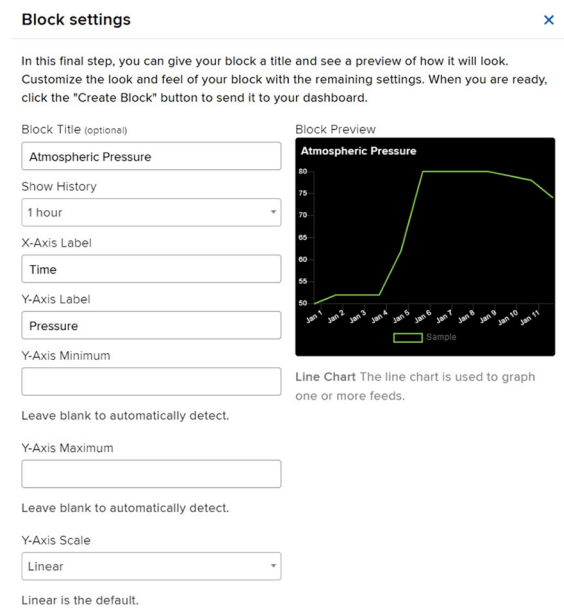 Block settings
In this final step, you can give your block a title and see a preview of how it will look.
Customize the look and feel of your block with the remaining settings. When you are ready,
click the "Create Block" button to send it to your dashboard.
Block Title (optional)
Atmospheric Pressure
Show History
1 hour
X-Axis Label
Time
Y-Axis Label
Pressure
Y-Axis Minimum
Leave blank to automatically detect.
Y-Axis Maximum
Leave blank to automatically detect.
Y-Axis Scale
Linear
Linear is the default.
Block Preview
Atmospheric Pressure
80
75
70
65
60
55
50
Jan 1 Jan 2 Jan 3 Jan 4 Jan 5 Jan 6 Jan 7 Jan 8 Jan 9 Jan 10 Jan 11
Sample
Line Chart The line chart is used to graph
one or more feeds.